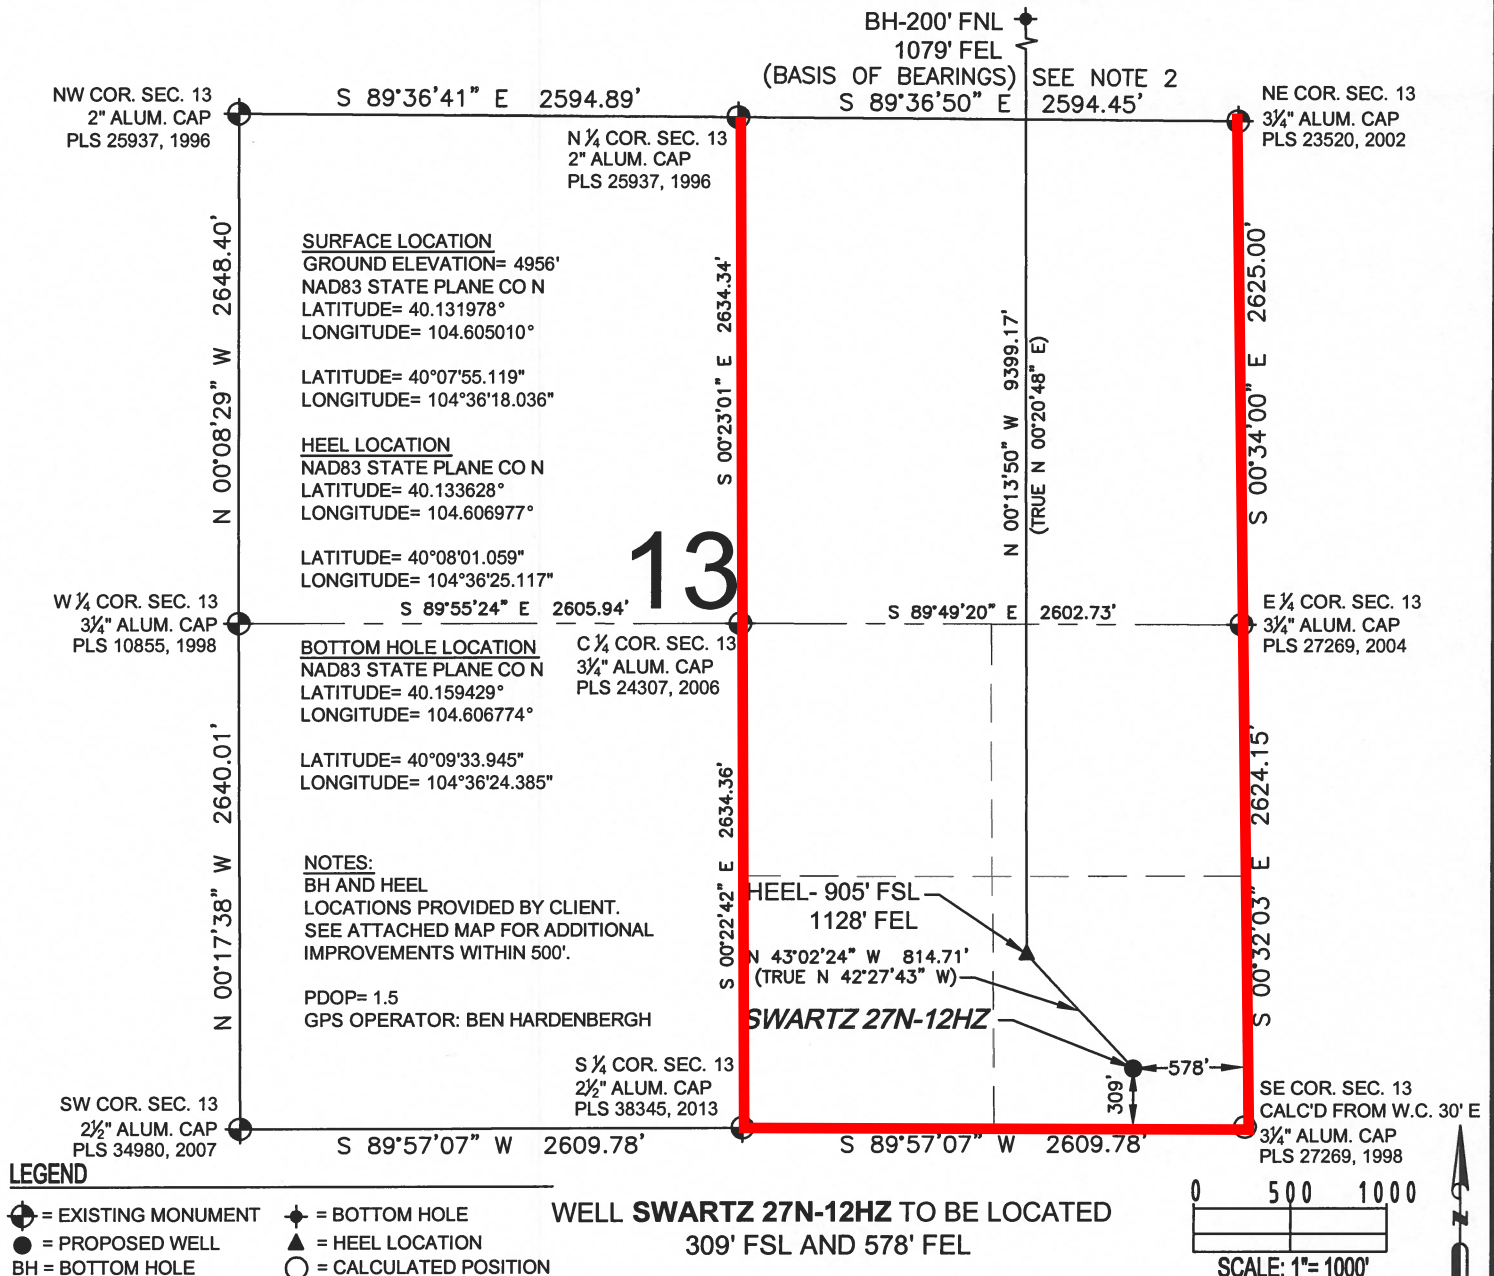 BH-200' FNL
1079' FEL
(BASIS OF BEARINGS) SEE NOTE 2
NW COR. SEC. 13
2" ALUM. CAP
PLS 25937, 1996
S 89°36'41" E 2594.89'
S 89°36'50" E 2594.45'
NE COR. SEC. 13
3¼" ALUM. CAP
PLS 23520, 2002
N ¼ COR. SEC. 13
2" ALUM. CAP
PLS 25937, 1996
N 00°08'29" W 2648.40'
SURFACE LOCATION
GROUND ELEVATION= 4956'
NAD83 STATE PLANE CO N
LATITUDE= 40.131978°
LONGITUDE= 104.605010°
LATITUDE= 40°07'55.119"
LONGITUDE= 104°36'18.036"
HEEL LOCATION
NAD83 STATE PLANE CO N
LATITUDE= 40.133628°
LONGITUDE= 104.606977°
LATITUDE= 40°08'01.059"
LONGITUDE= 104°36'25.117"
S 00°23'01" E 2634.34'
N 00°13'50" W 9399.17'
(TRUE N 00°20'48" E)
S 00°34'00" E 2625.00'
13
W ¼ COR. SEC. 13
3¼" ALUM. CAP
PLS 10855, 1998
S 89°55'24" E 2605.94'
S 89°49'20" E 2602.73'
E ¼ COR. SEC. 13
3¼" ALUM. CAP
PLS 27269, 2004
C ¼ COR. SEC. 13
3¼" ALUM. CAP
PLS 24307, 2006
BOTTOM HOLE LOCATION
NAD83 STATE PLANE CO N
LATITUDE= 40.159429°
LONGITUDE= 104.606774°
LATITUDE= 40°09'33.945"
LONGITUDE= 104°36'24.385"
N 00°17'38" W 2640.01'
S 00°22'42" E 2634.36'
S 00°32'03" E 2624.15'
NOTES:
BH AND HEEL
LOCATIONS PROVIDED BY CLIENT.
SEE ATTACHED MAP FOR ADDITIONAL
IMPROVEMENTS WITHIN 500'.
PDOP= 1.5
GPS OPERATOR: BEN HARDENBERGH
HEEL- 905' FSL
1128' FEL
N 43°02'24" W 814.71'
(TRUE N 42°27'43" W)
SWARTZ 27N-12HZ
578'
309'
S ¼ COR. SEC. 13
2½" ALUM. CAP
PLS 38345, 2013
SW COR. SEC. 13
2½" ALUM. CAP
PLS 34980, 2007
S 89°57'07" W 2609.78'
S 89°57'07" W 2609.78'
SE COR. SEC. 13
CALC'D FROM W.C. 30' E
3¼" ALUM. CAP
PLS 27269, 1998
LEGEND
= EXISTING MONUMENT
= BOTTOM HOLE
= PROPOSED WELL
= HEEL LOCATION
BH = BOTTOM HOLE
= CALCULATED POSITION
WELL SWARTZ 27N-12HZ TO BE LOCATED
309' FSL AND 578' FEL
0 500 1000
SCALE: 1"= 1000'